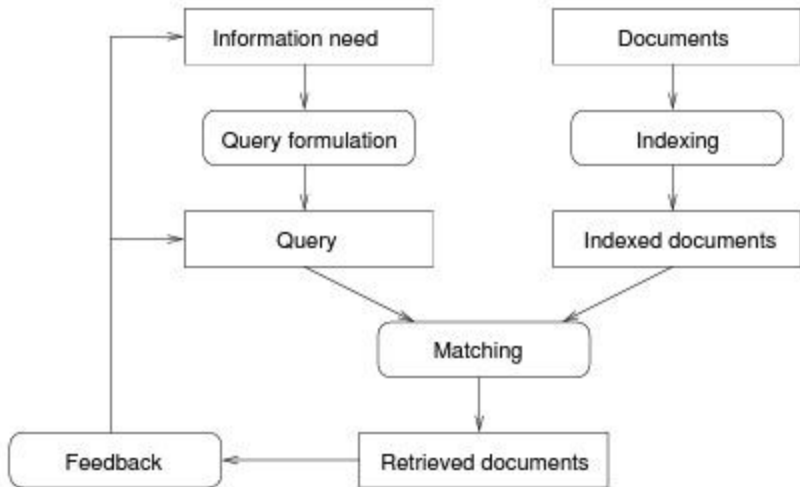 Information need
Documents
Query formulation
Indexing
Query
Indexed documents
Matching
Feedback
Retrieved documents